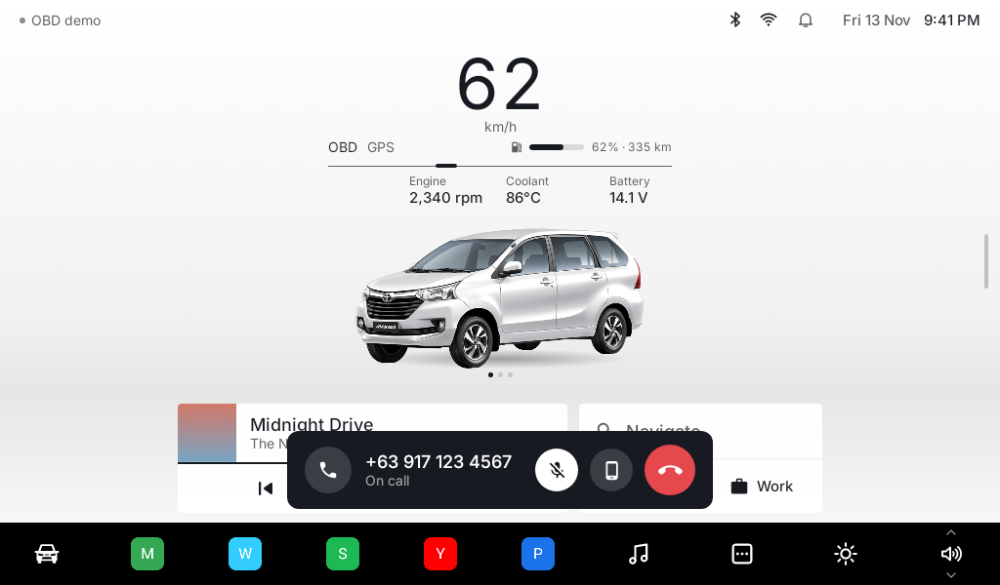 OBD demo
Fri 13 Nov 9:41 PM
62
km/h
OBD GPS
62% · 335 km
Engine
2,340 rpm
Coolant
86°C
Battery
14.1 V
Midnight Drive
The N
Navigate
+63 917 123 4567
On call
Work
M
W
S
Y
P